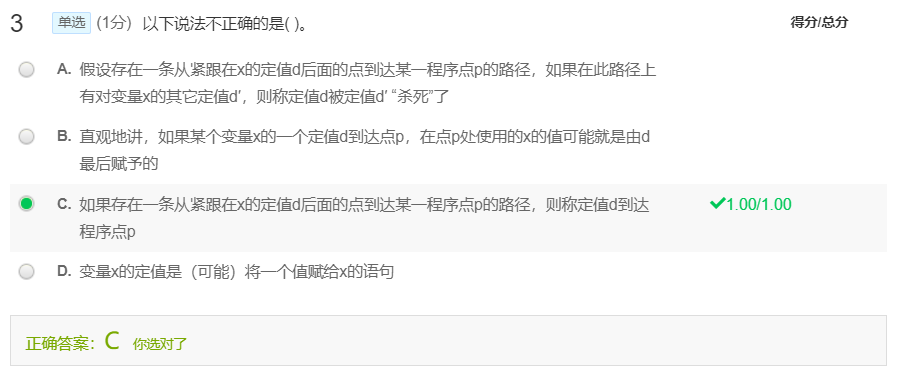 3 单选 (1分) 以下说法不正确的是( )。 得分/总分
A. 假设存在一条从紧跟在x的定值d后面的点到达某一程序点p的路径，如果在此路径上
有对变量x的其它定值d′，则称定值d被定值d′ “杀死”了
B. 直观地讲，如果某个变量x的一个定值d到达点p，在点p处使用的x的值可能就是由d
最后赋予的
C. 如果存在一条从紧跟在x的定值d后面的点到达某一程序点p的路径，则称定值d到达 ✔1.00/1.00
程序点p
D. 变量x的定值是（可能）将一个值赋给x的语句
正确答案：C 你选对了